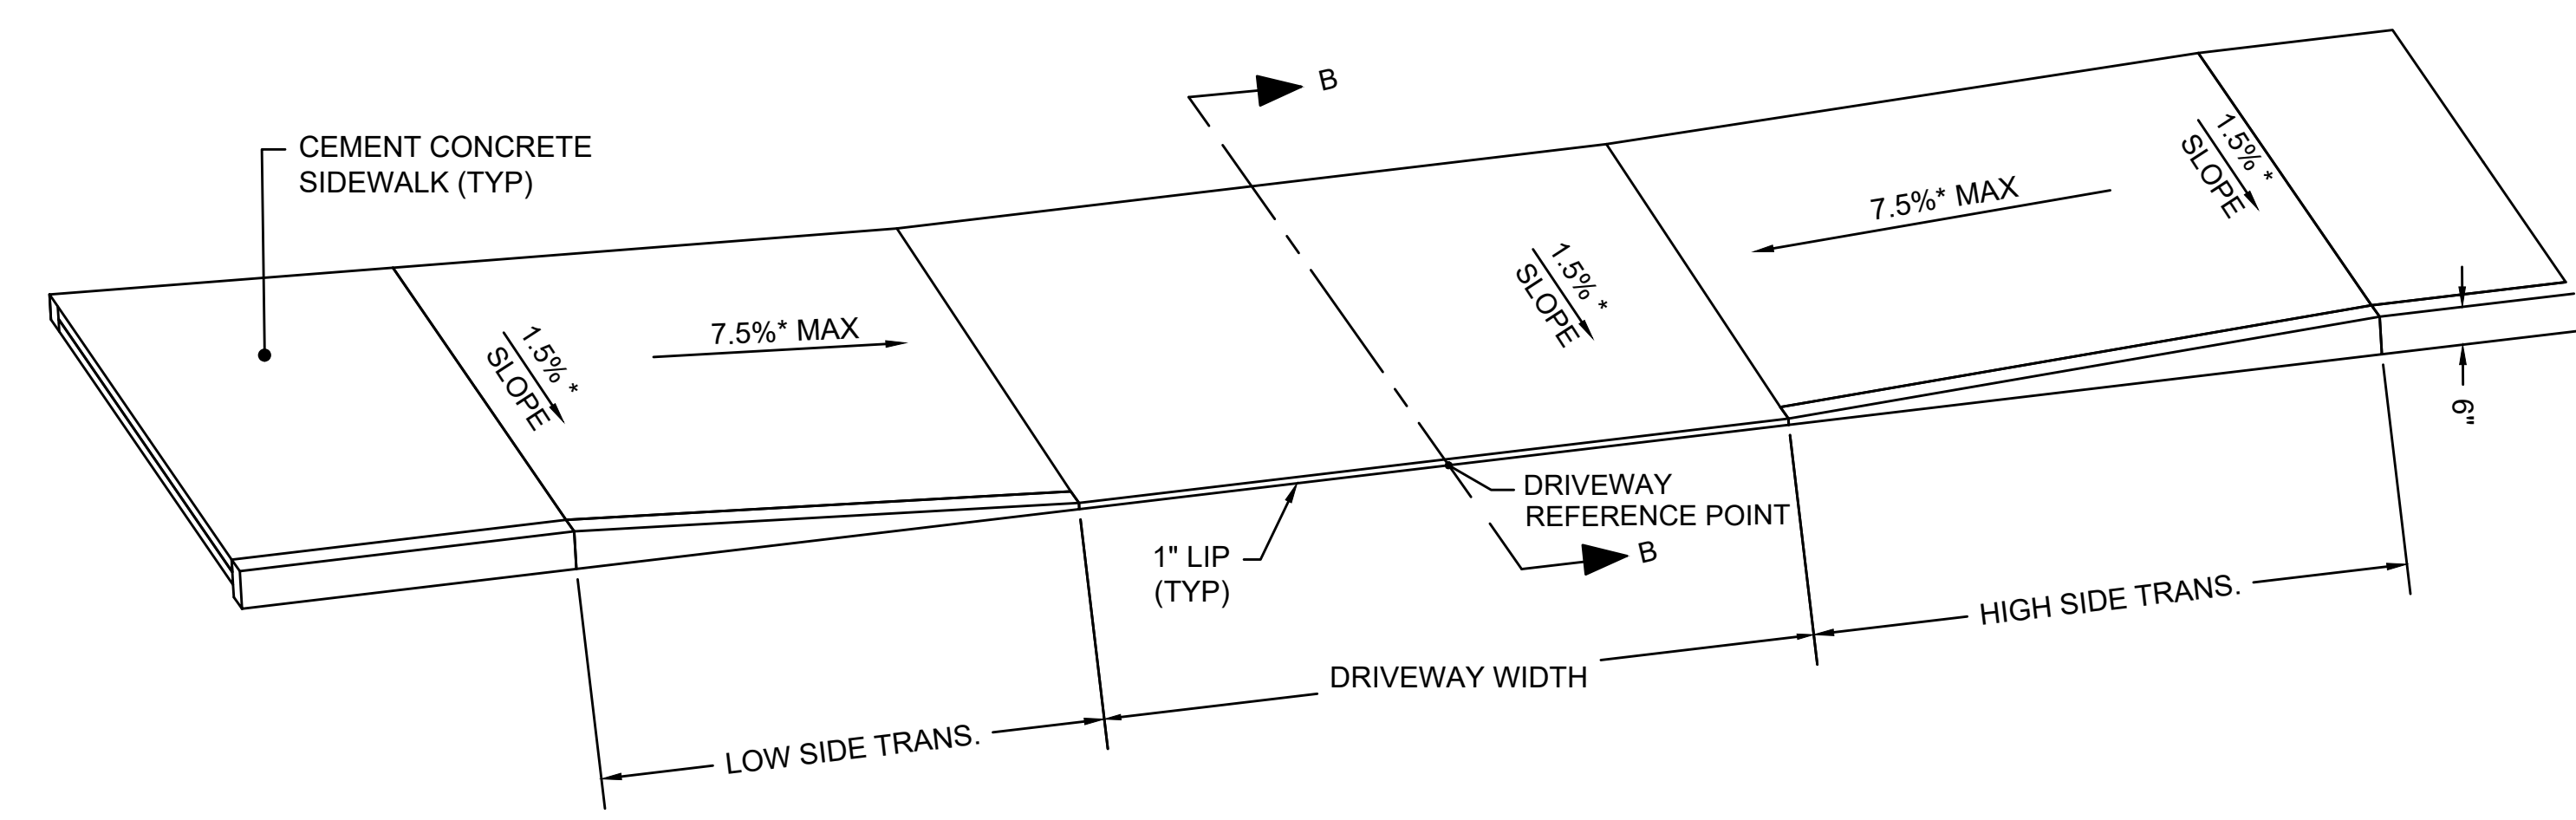 B
CEMENT CONCRETE
SIDEWALK (TYP)
1.5% *
SLOPE
7.5%* MAX
1.5% *
SLOPE
7.5%* MAX
1.5% *
SLOPE
6"
DRIVEWAY
REFERENCE POINT
1" LIP
(TYP)
B
HIGH SIDE TRANS.
DRIVEWAY WIDTH
LOW SIDE TRANS.